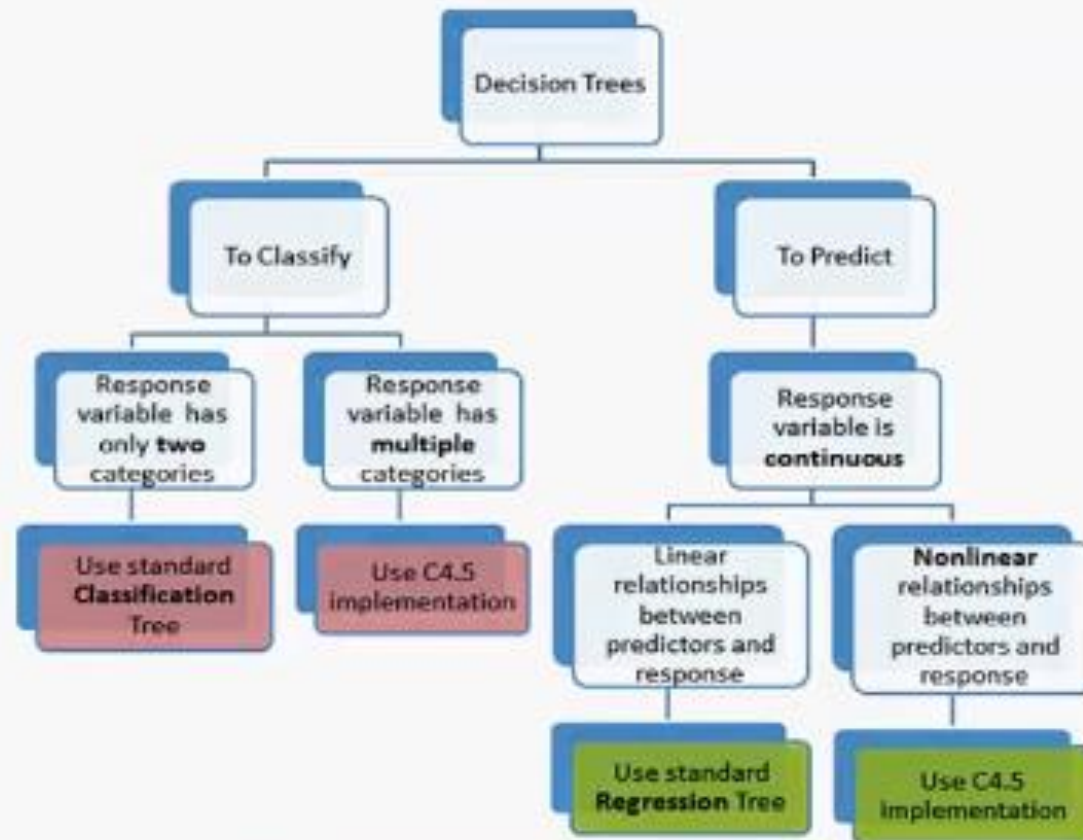 Decision Trees
To Classify
To Predict
Response
variable has
only two
categories
Response
variable has
multiple
categories
Response
variable is
continuous
Use standard
Classification
Tree
Use C4.5
implementation
Linear
relationships
between
predictors and
response
Nonlinear
relationships
between
predictors and
response
Use standard
Regression Tree
Use C4.5
implementation